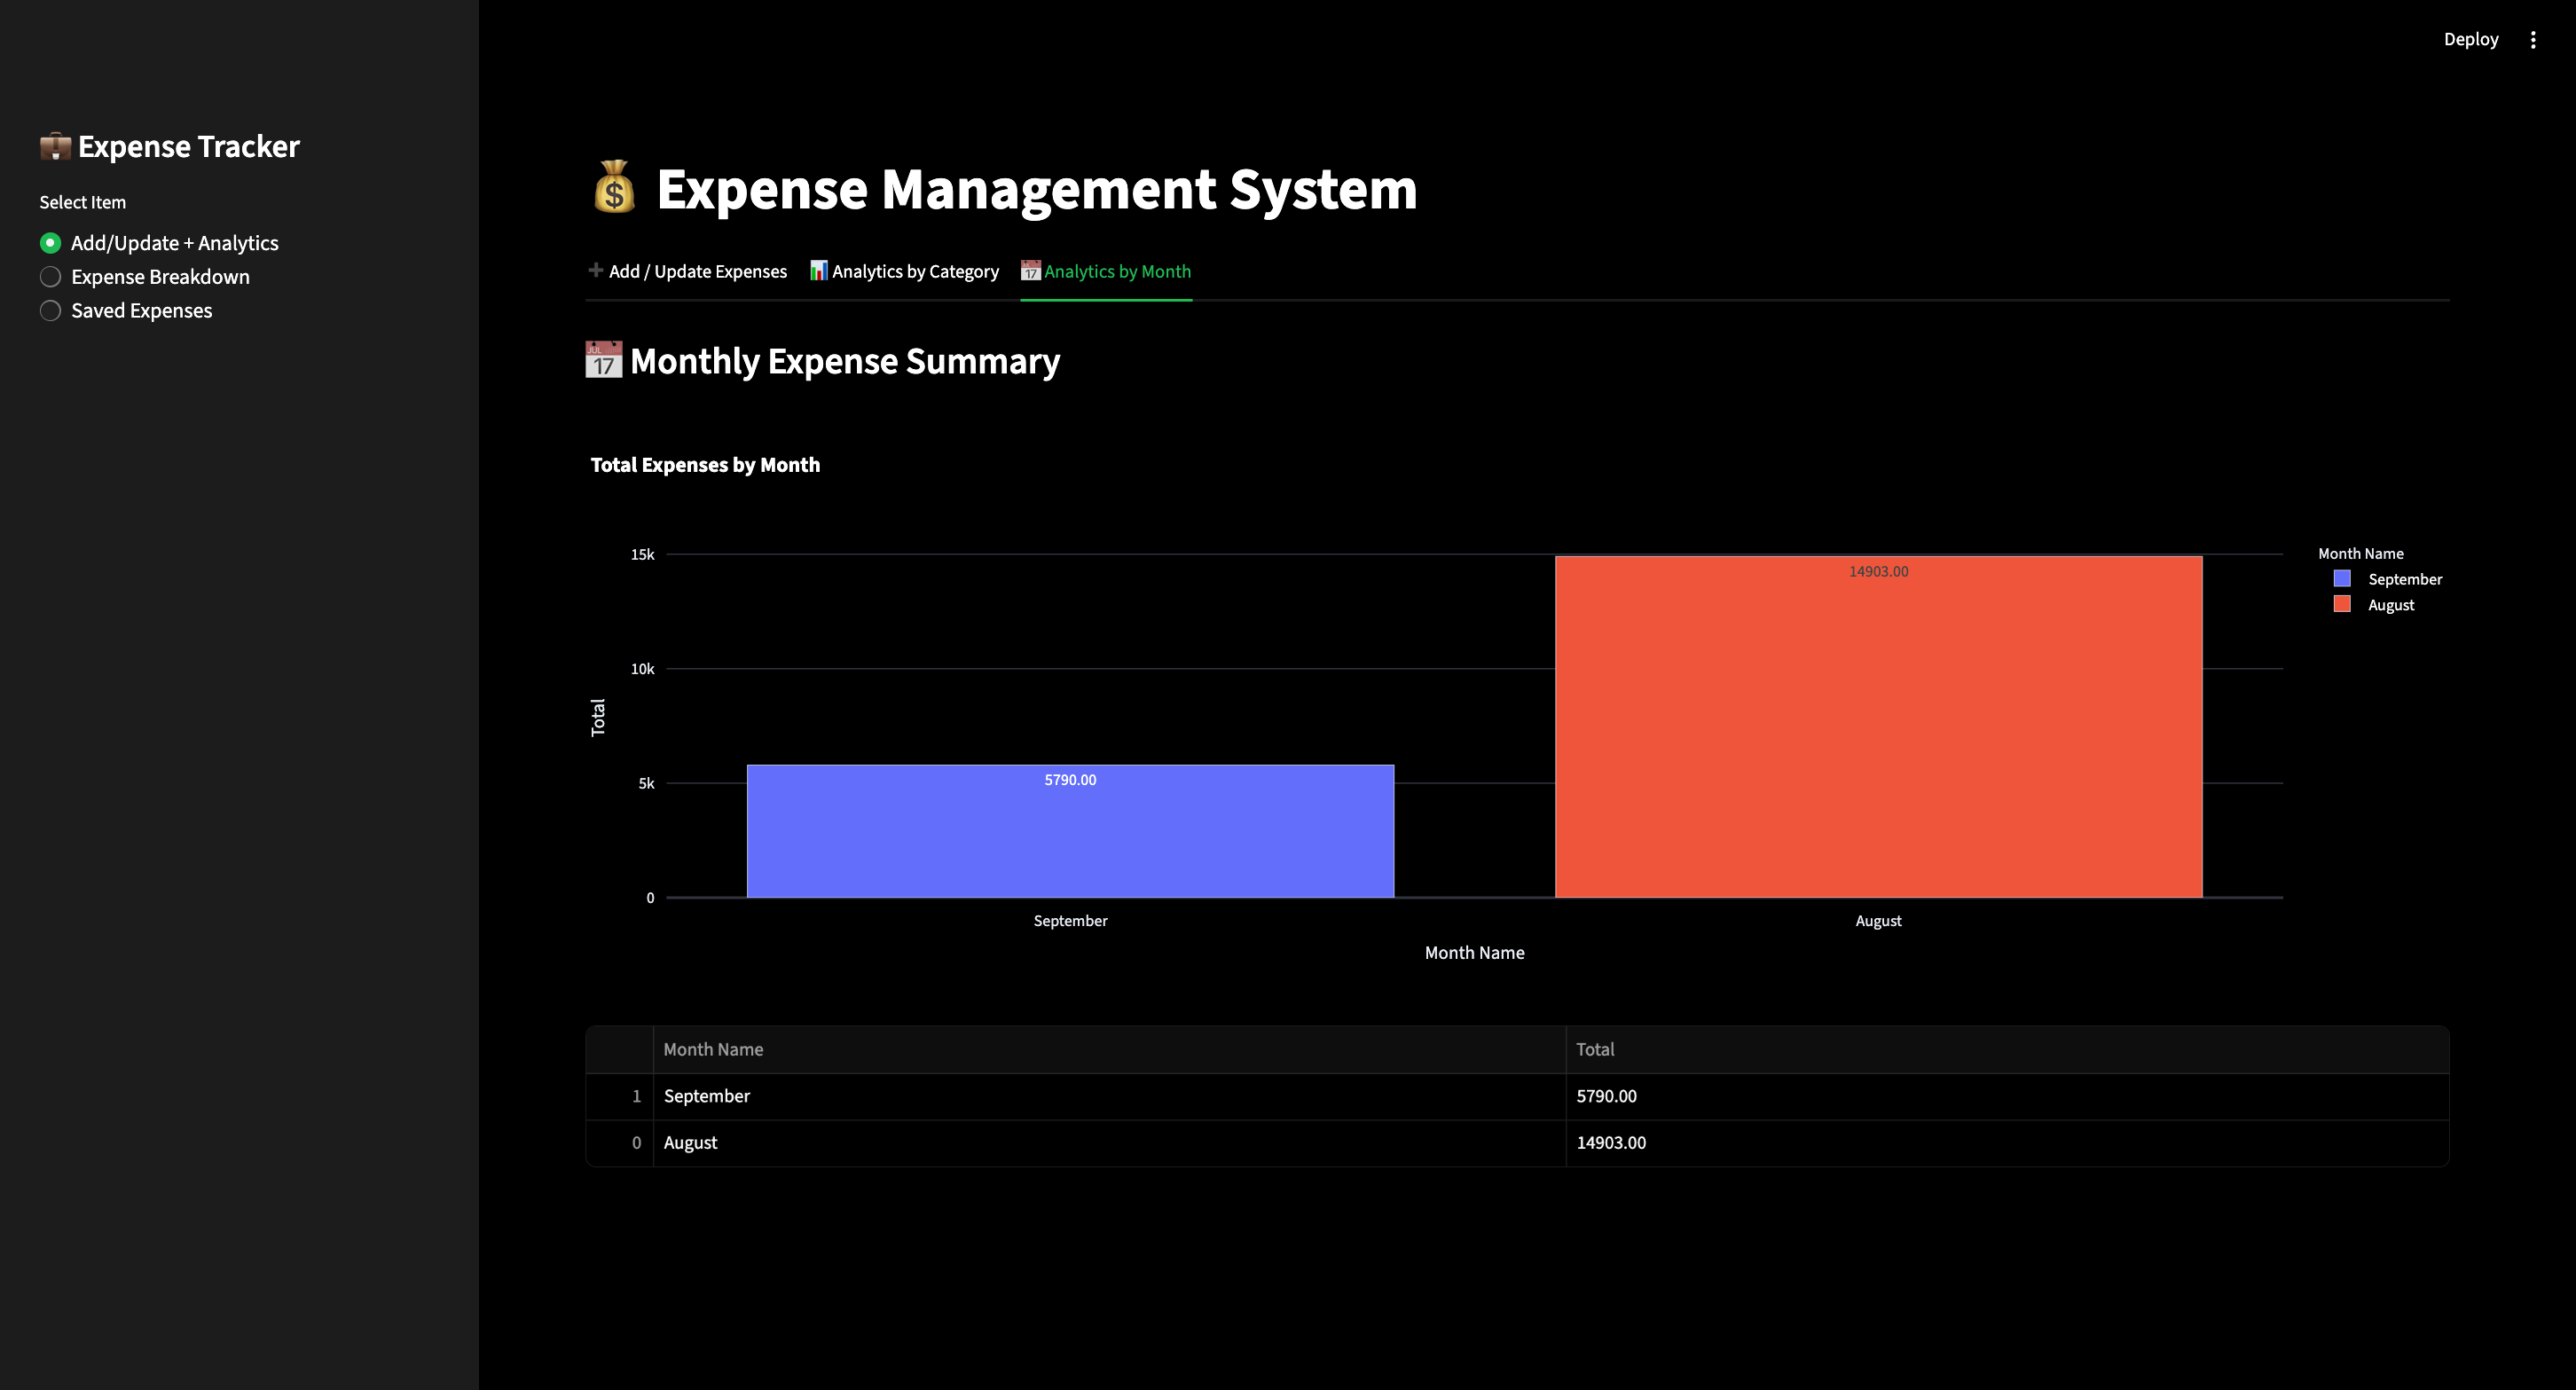 Deploy
Expense Tracker
Select Item
Add/Update + Analytics
Expense Breakdown
Saved Expenses
Expense Management System
Add / Update Expenses Analytics by Category Analytics by Month
Monthly Expense Summary
Total Expenses by Month
15k
10k
5k
0
Total
14903.00
5790.00
September August
Month Name
Month Name
September
August
Month Name Total
1 September 5790.00
0 August 14903.00